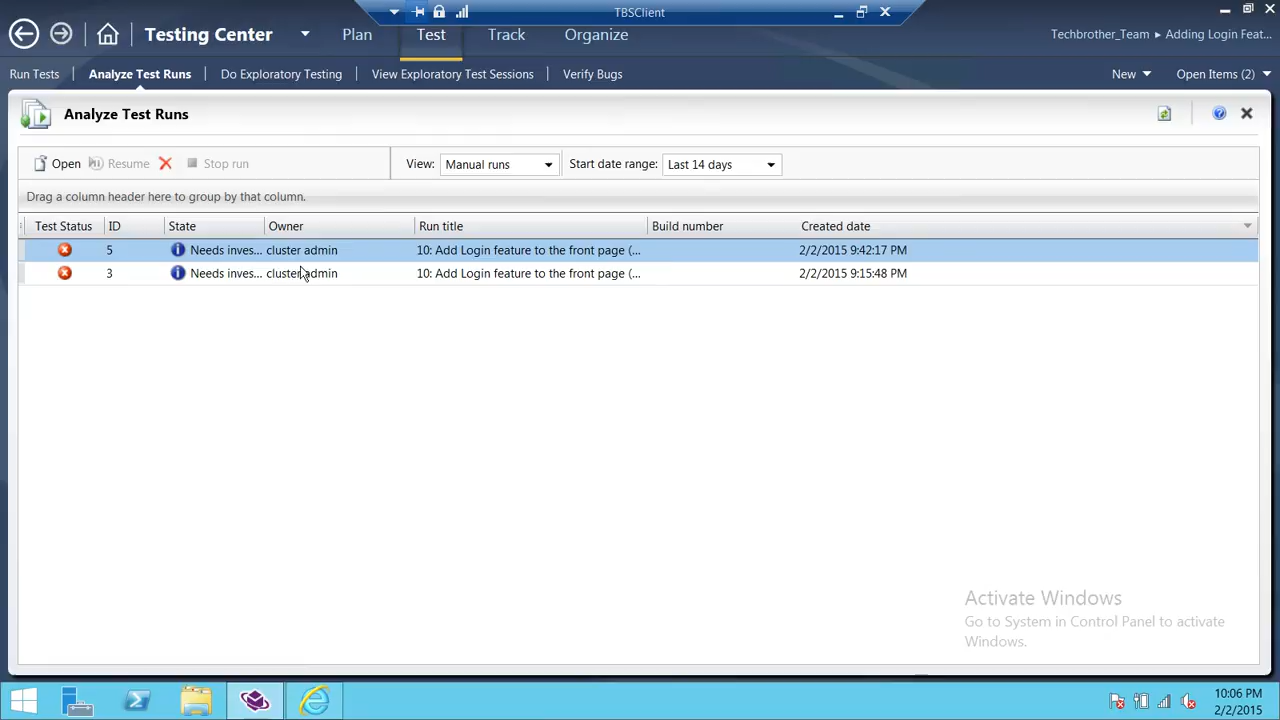 TBSClient
Testing Center Plan Test Track Organize Techbrother_Team ▸ Adding Login Feat...
Run Tests Analyze Test Runs Do Exploratory Testing View Exploratory Test Sessions Verify Bugs New Open Items (2)
Analyze Test Runs
Open Resume Stop run View: Manual runs Start date range: Last 14 days
Drag a column header here to group by that column.
Test Status ID State Owner Run title Build number Created date
5 Needs inves... cluster admin 10: Add Login feature to the front page (... 2/2/2015 9:42:17 PM
3 Needs inves... cluster admin 10: Add Login feature to the front page (... 2/2/2015 9:15:48 PM
Activate Windows
Go to System in Control Panel to activate
Windows.
10:06 PM
2/2/2015